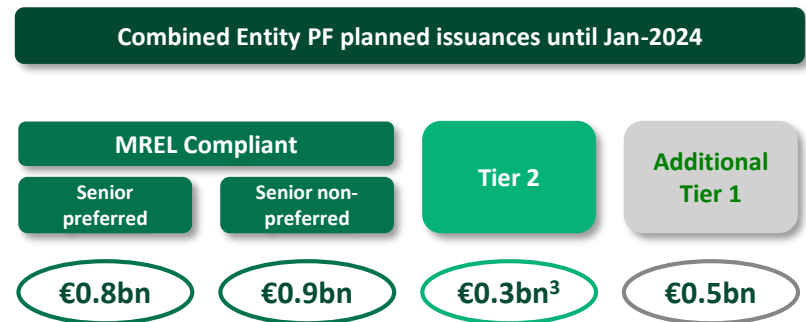 Combined Entity PF planned issuances until Jan-2024
MREL Compliant
Senior
preferred
Senior non-
preferred
Tier 2
Additional
Tier 1
€0.8bn
€0.9bn
€0.3bn³
€0.5bn